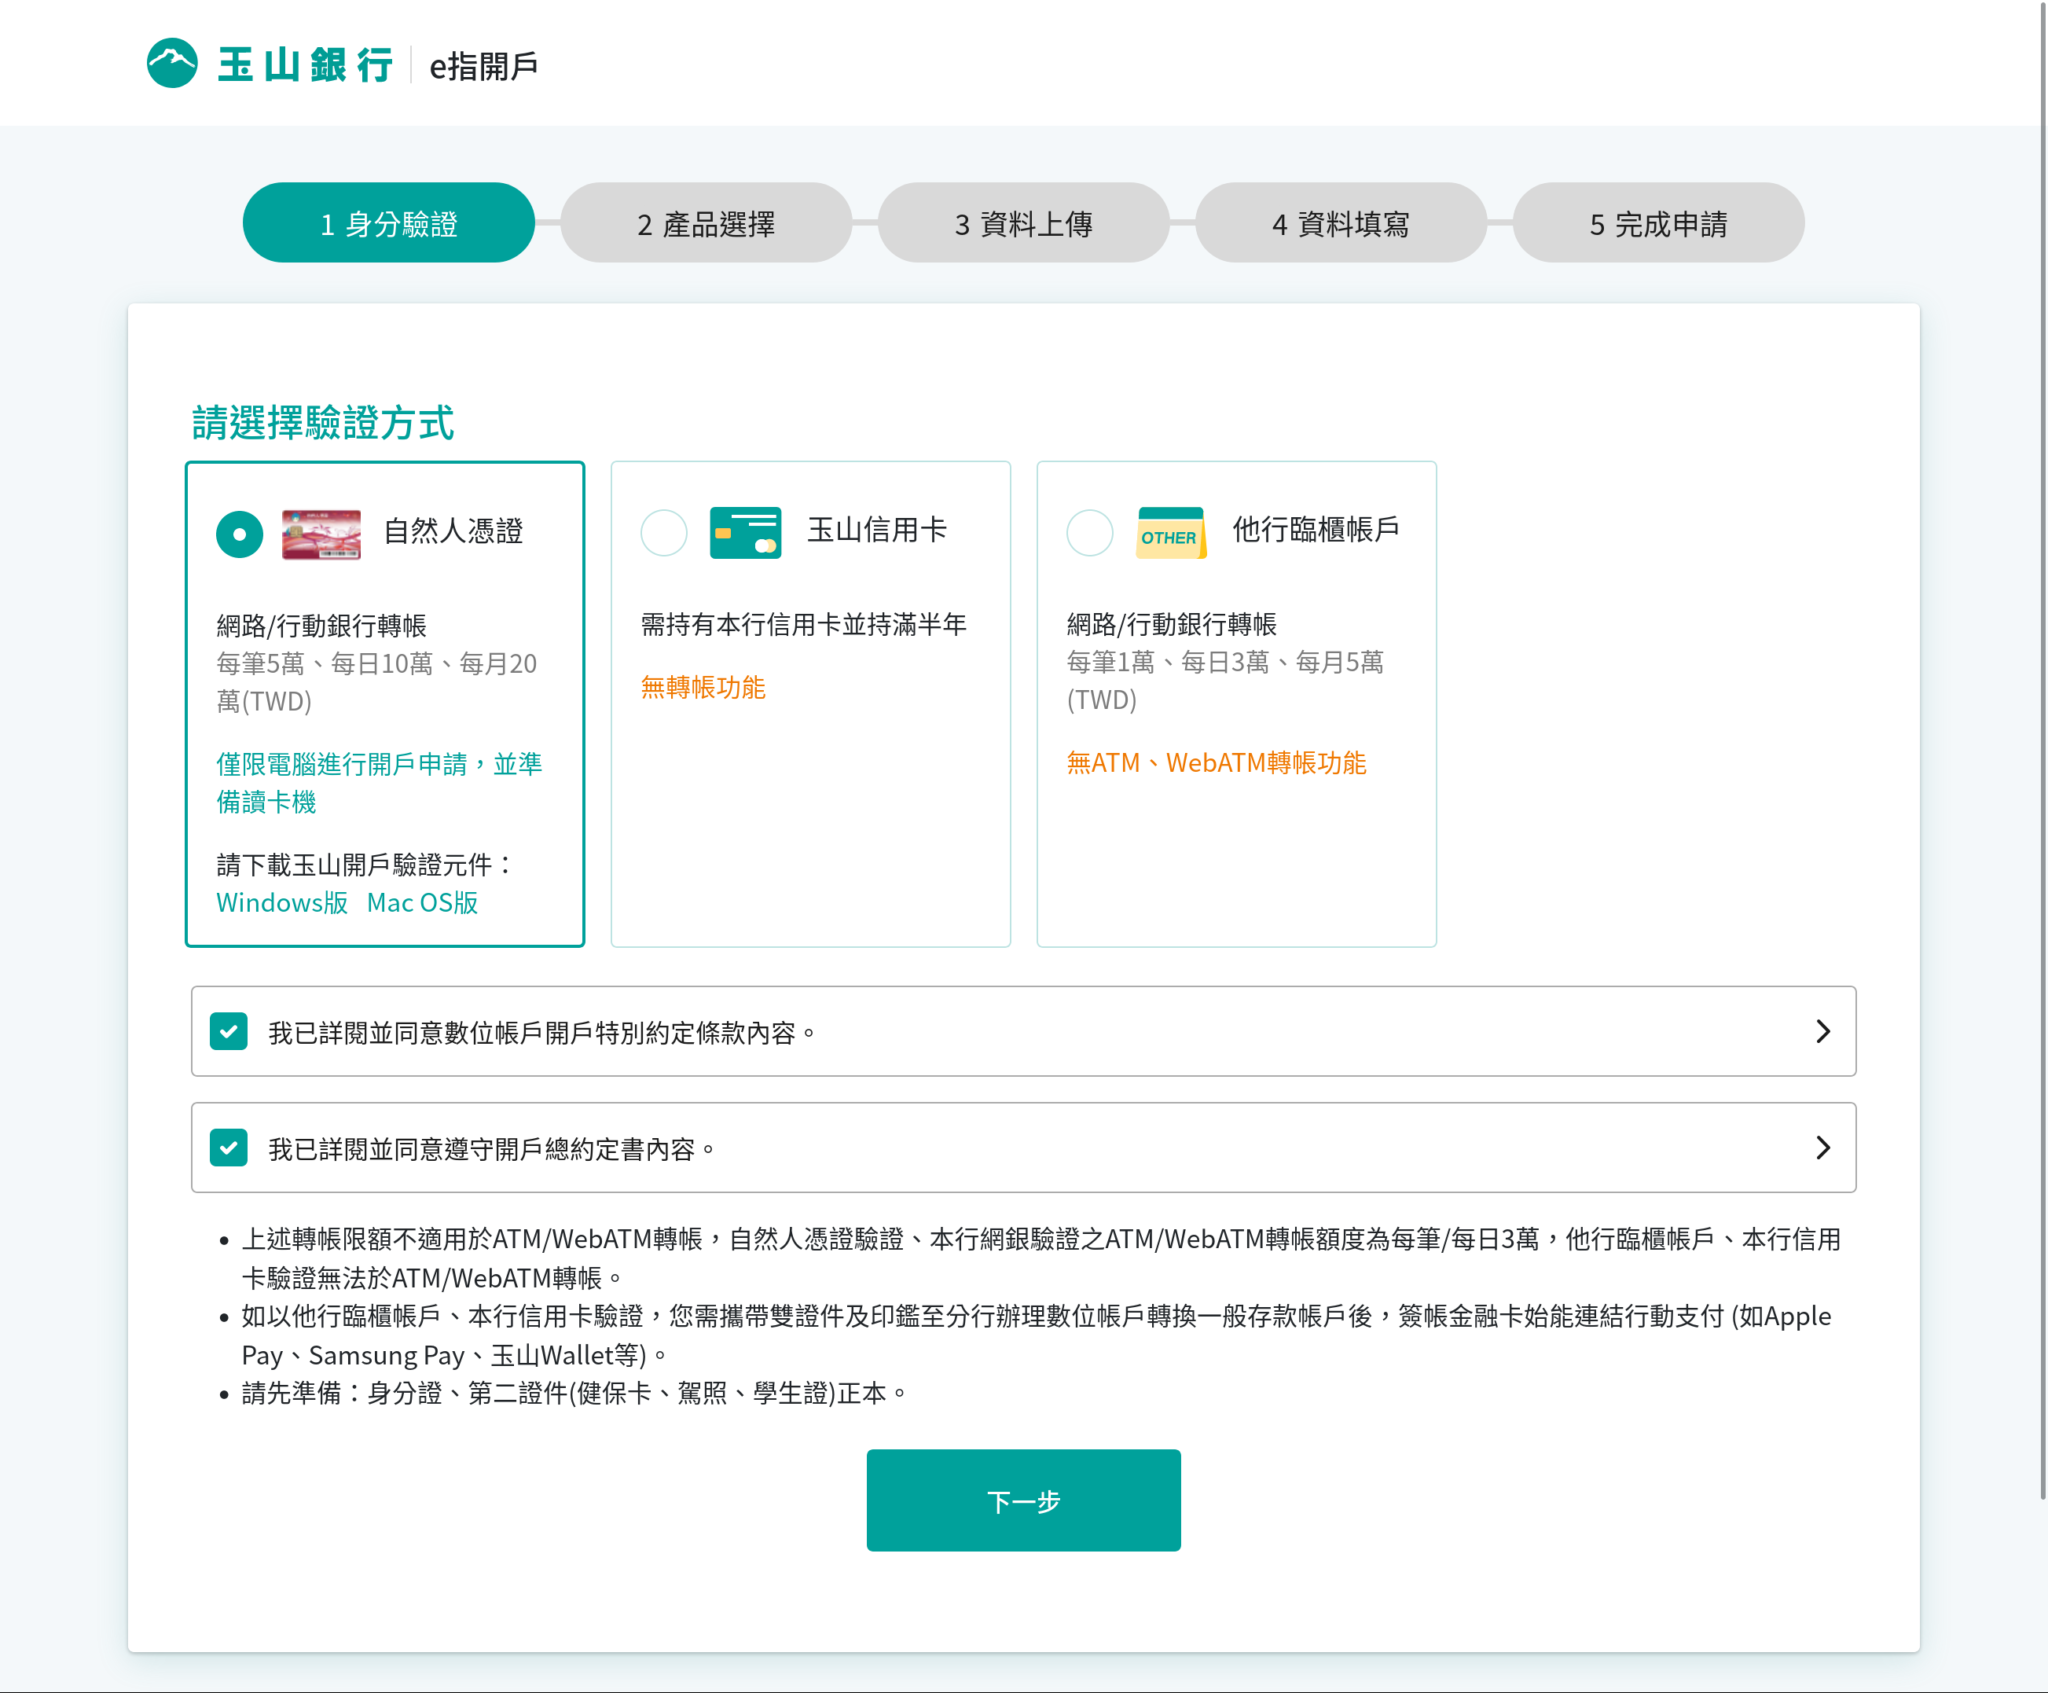 玉山銀行 e指開戶
1 身分驗證
2 產品選擇
3 資料上傳
4 資料填寫
5 完成申請
請選擇驗證方式
自然人憑證
網路/行動銀行轉帳
每筆5萬、每日10萬、每月20
萬(TWD)
僅限電腦進行開戶申請，並準
備讀卡機
請下載玉山開戶驗證元件：
Windows版 Mac OS版
玉山信用卡
需持有本行信用卡並持滿半年
無轉帳功能
OTHER
他行臨櫃帳戶
網路/行動銀行轉帳
每筆1萬、每日3萬、每月5萬
(TWD)
無ATM、WebATM轉帳功能
我已詳閱並同意數位帳戶開戶特別約定條款內容。
我已詳閱並同意遵守開戶總約定書內容。
• 上述轉帳限額不適用於ATM/WebATM轉帳，自然人憑證驗證、本行網銀驗證之ATM/WebATM轉帳額度為每筆/每日3萬，他行臨櫃帳戶、本行信用
卡驗證無法於ATM/WebATM轉帳。
• 如以他行臨櫃帳戶、本行信用卡驗證，您需攜帶雙證件及印鑑至分行辦理數位帳戶轉換一般存款帳戶後，簽帳金融卡始能連結行動支付 (如Apple
Pay、Samsung Pay、玉山Wallet等)。
• 請先準備：身分證、第二證件(健保卡、駕照、學生證)正本。
下一步